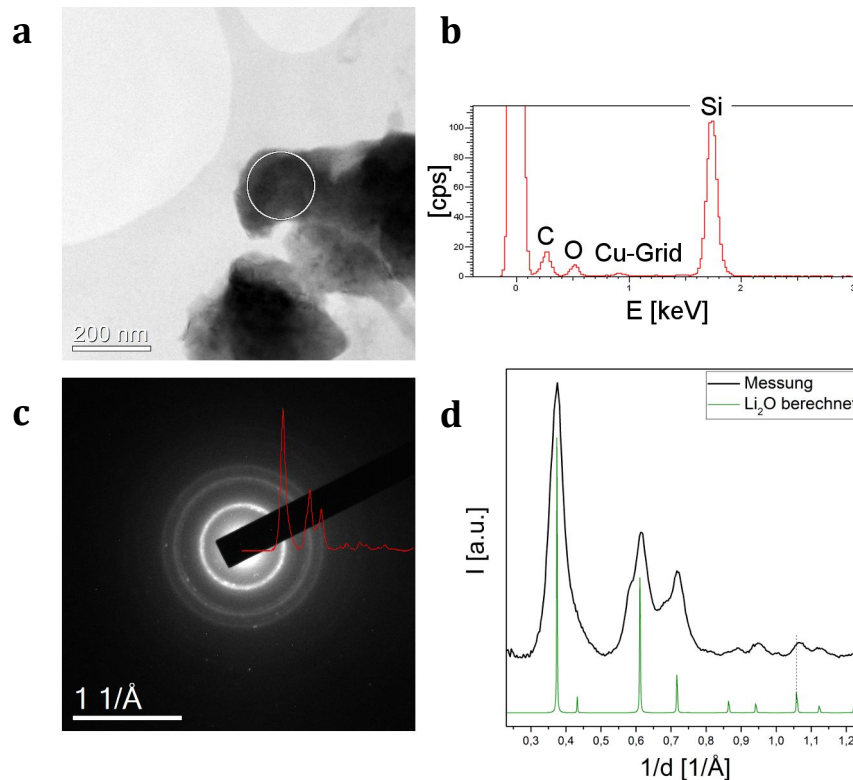 a
200 nm
b
Si
C
O
Cu-Grid
[cps]
100
80
60
40
20
0
0
1
2
3
E [keV]
c
1 1/Å
d
Messung
Li₂O berechnet
I [a.u.]
0,3 0,4 0,5 0,6 0,7 0,8 0,9 1,0 1,1 1,2
1/d [1/Å]